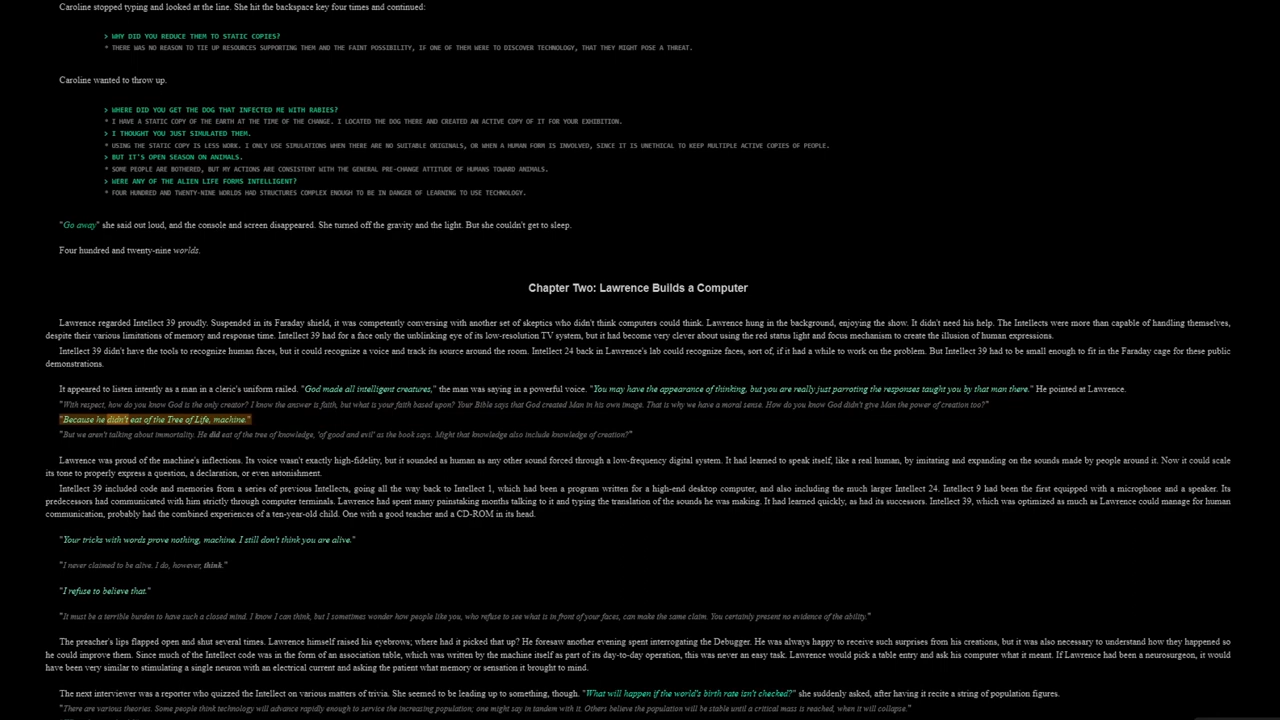 Caroline stopped typing and looked at the line. She hit the backspace key four times and continued:
> WHY DID YOU REDUCE THEM TO STATIC COPIES?
* THERE WAS NO REASON TO TIE UP RESOURCES SUPPORTING THEM AND THE FAINT POSSIBILITY, IF ONE OF THEM WERE TO DISCOVER TECHNOLOGY, THAT THEY MIGHT POSE A THREAT.
Caroline wanted to throw up.
> WHERE DID YOU GET THE DOG THAT INFECTED ME WITH RABIES?
* I HAVE A STATIC COPY OF THE EARTH AT THE TIME OF THE CHANGE. I LOCATED THE DOG THERE AND CREATED AN ACTIVE COPY OF IT FOR YOUR EXHIBITION.
> I THOUGHT YOU JUST SIMULATED THEM.
* USING THE STATIC COPY IS LESS WORK. I ONLY USE SIMULATIONS WHEN THERE ARE NO SUITABLE ORIGINALS, OR WHEN A HUMAN FORM IS INVOLVED, SINCE IT IS UNETHICAL TO KEEP MULTIPLE ACTIVE COPIES OF PEOPLE.
> BUT IT'S OPEN SEASON ON ANIMALS.
* SOME PEOPLE ARE BOTHERED, BUT MY ACTIONS ARE CONSISTENT WITH THE GENERAL PRE-CHANGE ATTITUDE OF HUMANS TOWARD ANIMALS.
> WERE ANY OF THE ALIEN LIFE FORMS INTELLIGENT?
* FOUR HUNDRED AND TWENTY-NINE WORLDS HAD STRUCTURES COMPLEX ENOUGH TO BE IN DANGER OF LEARNING TO USE TECHNOLOGY.
"Go away" she said out loud, and the console and screen disappeared. She turned off the gravity and the light. But she couldn't get to sleep.
Four hundred and twenty-nine worlds.
Chapter Two: Lawrence Builds a Computer
Lawrence regarded Intellect 39 proudly. Suspended in its Faraday shield, it was competently conversing with another set of skeptics who didn't think computers could think. Lawrence hung in the background, enjoying the show. It didn't need his help. The Intellects were more than capable of handling themselves,
despite their various limitations of memory and response time. Intellect 39 had for a face only the unblinking eye of its low-resolution TV system, but it had become very clever about using the red status light and focus mechanism to create the illusion of human expressions.
Intellect 39 didn't have the tools to recognize human faces, but it could recognize a voice and track its source around the room. Intellect 24 back in Lawrence's lab could recognize faces, sort of, if it had a while to work on the problem. But Intellect 39 had to be small enough to fit in the Faraday cage for these public
demonstrations.
It appeared to listen intently as a man in a cleric's uniform railed. "God made all intelligent creatures," the man was saying in a powerful voice. "You may have the appearance of thinking, but you are really just parroting the responses taught you by that man there." He pointed at Lawrence.
"With respect, how do you know God is the only creator? I know the answer is faith, but what is your faith based upon? Your Bible says that God created Man in his own image. That is why we have a moral sense. How do you know God didn't give Man the power of creation too?"
"Because he didn't eat of the Tree of Life, machine."
"But we aren't talking about immortality. He did eat of the tree of knowledge, 'of good and evil' as the book says. Might that knowledge also include knowledge of creation?"
Lawrence was proud of the machine's inflections. Its voice wasn't exactly high-fidelity, but it sounded as human as any other sound forced through a low-frequency digital system. It had learned to speak itself, like a real human, by imitating and expanding on the sounds made by people around it. Now it could scale
its tone to properly express a question, a declaration, or even astonishment.
Intellect 39 included code and memories from a series of previous Intellects, going all the way back to Intellect 1, which had been a program written for a high-end desktop computer, and also including the much larger Intellect 24. Intellect 9 had been the first equipped with a microphone and a speaker. Its
predecessors had communicated with him strictly through computer terminals. Lawrence had spent many painstaking months talking to it and typing the translation of the sounds he was making. It had learned quickly, as had its successors. Intellect 39, which was optimized as much as Lawrence could manage for human
communication, probably had the combined experiences of a ten-year-old child. One with a good teacher and a CD-ROM in its head.
"Your tricks with words prove nothing, machine. I still don't think you are alive."
"I never claimed to be alive. I do, however, think."
"I refuse to believe that."
"It must be a terrible burden to have such a closed mind. I know I can think, but I sometimes wonder how people like you, who refuse to see what is in front of your faces, can make the same claim. You certainly present no evidence of the ability."
The preacher's lips flapped open and shut several times. Lawrence himself raised his eyebrows; where had it picked that up? He foresaw another evening spent interrogating the Debugger. He was always happy to receive such surprises from his creations, but it was also necessary to understand how they happened so
he could improve them. Since much of the Intellect code was in the form of an association table, which was written by the machine itself as part of its day-to-day operation, this was never an easy task. Lawrence would pick a table entry and ask his computer what it meant. If Lawrence had been a neurosurgeon, it would
have been very similar to stimulating a single neuron with an electrical current and asking the patient what memory or sensation it brought to mind.
The next interviewer was a reporter who quizzed the Intellect on various matters of trivia. She seemed to be leading up to something, though. "What will happen if the world's birth rate isn't checked?" she suddenly asked, after having it recite a string of population figures.
"There are various theories. Some people think technology will advance rapidly enough to service the increasing population; one might say in tandem with it. Others believe the population will be stable until a critical mass is reached, when it will collapse."